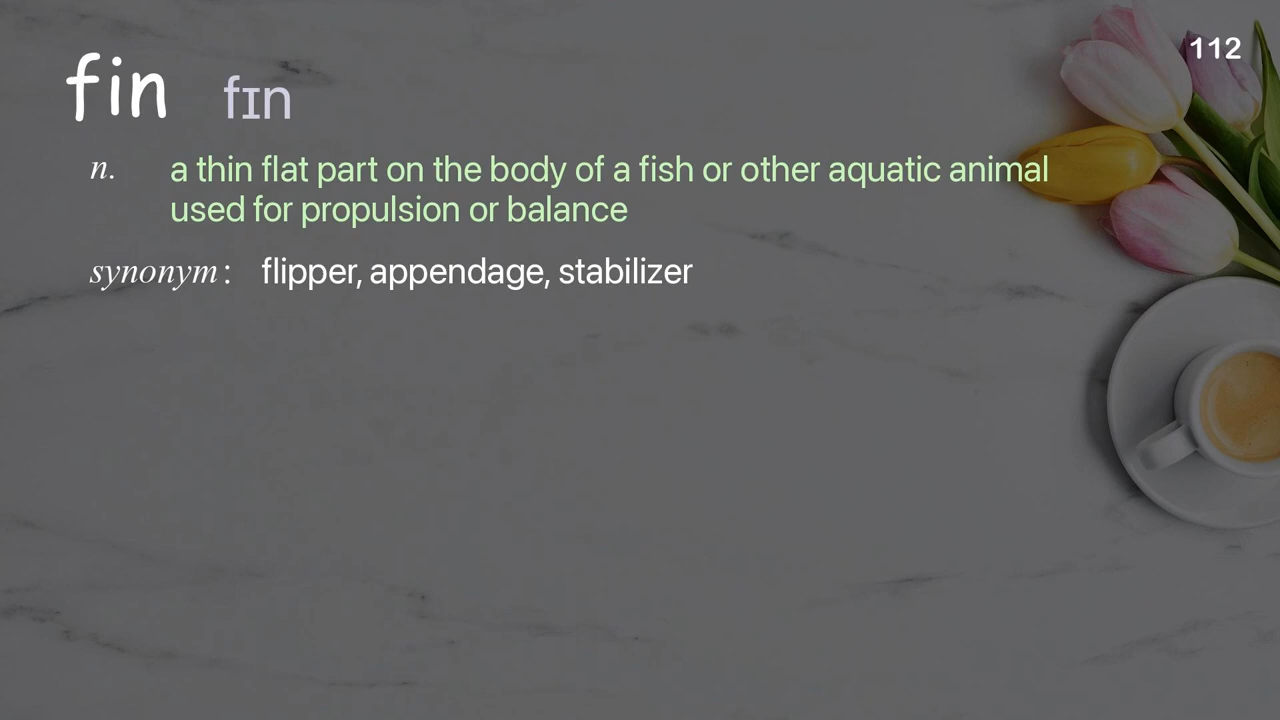 112
fin fɪn
n. a thin flat part on the body of a fish or other aquatic animal
used for propulsion or balance
synonym: flipper, appendage, stabilizer